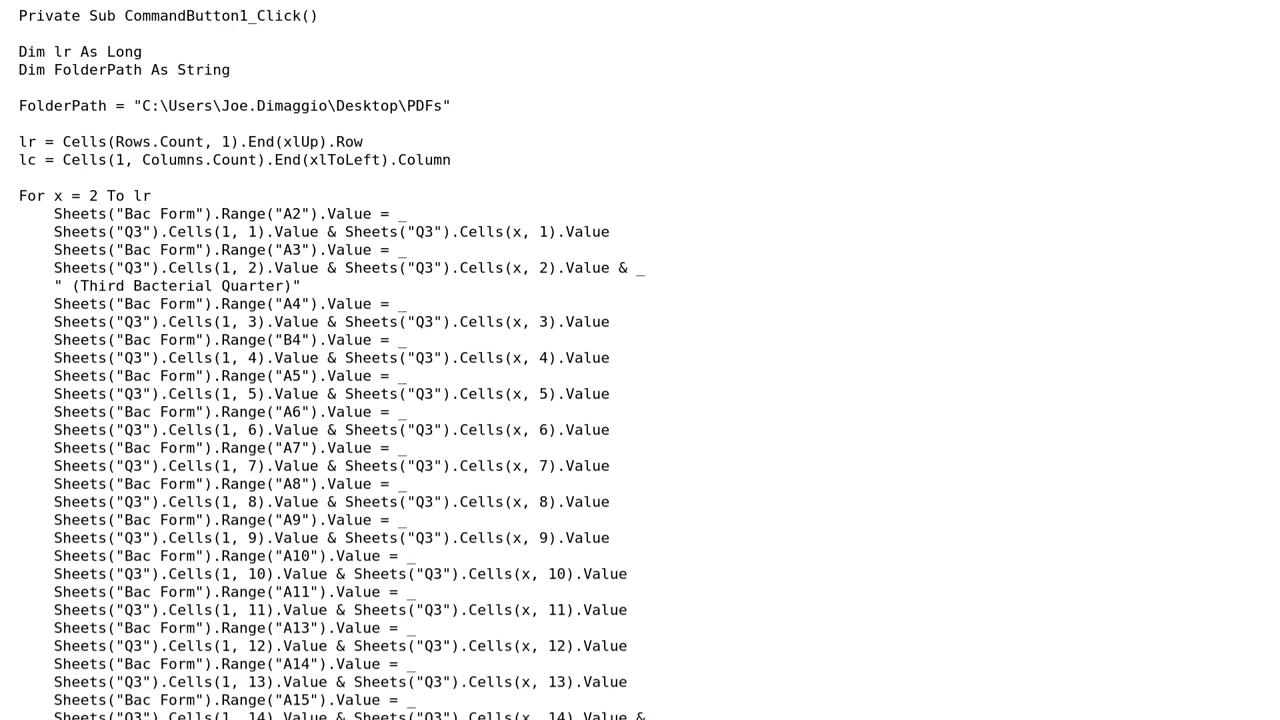 Private Sub CommandButton1_Click()
Dim lr As Long
Dim FolderPath As String
FolderPath = "C:\Users\Joe.Dimaggio\Desktop\PDFs"
lr = Cells(Rows.Count, 1).End(xlUp).Row
lc = Cells(1, Columns.Count).End(xlToLeft).Column
For x = 2 To lr
Sheets("Bac Form").Range("A2").Value = _
Sheets("Q3").Cells(1, 1).Value & Sheets("Q3").Cells(x, 1).Value
Sheets("Bac Form").Range("A3").Value = _
Sheets("Q3").Cells(1, 2).Value & Sheets("Q3").Cells(x, 2).Value & _
" (Third Bacterial Quarter)"
Sheets("Bac Form").Range("A4").Value = _
Sheets("Q3").Cells(1, 3).Value & Sheets("Q3").Cells(x, 3).Value
Sheets("Bac Form").Range("B4").Value = _
Sheets("Q3").Cells(1, 4).Value & Sheets("Q3").Cells(x, 4).Value
Sheets("Bac Form").Range("A5").Value = _
Sheets("Q3").Cells(1, 5).Value & Sheets("Q3").Cells(x, 5).Value
Sheets("Bac Form").Range("A6").Value = _
Sheets("Q3").Cells(1, 6).Value & Sheets("Q3").Cells(x, 6).Value
Sheets("Bac Form").Range("A7").Value = _
Sheets("Q3").Cells(1, 7).Value & Sheets("Q3").Cells(x, 7).Value
Sheets("Bac Form").Range("A8").Value = _
Sheets("Q3").Cells(1, 8).Value & Sheets("Q3").Cells(x, 8).Value
Sheets("Bac Form").Range("A9").Value = _
Sheets("Q3").Cells(1, 9).Value & Sheets("Q3").Cells(x, 9).Value
Sheets("Bac Form").Range("A10").Value = _
Sheets("Q3").Cells(1, 10).Value & Sheets("Q3").Cells(x, 10).Value
Sheets("Bac Form").Range("A11").Value = _
Sheets("Q3").Cells(1, 11).Value & Sheets("Q3").Cells(x, 11).Value
Sheets("Bac Form").Range("A13").Value = _
Sheets("Q3").Cells(1, 12).Value & Sheets("Q3").Cells(x, 12).Value
Sheets("Bac Form").Range("A14").Value = _
Sheets("Q3").Cells(1, 13).Value & Sheets("Q3").Cells(x, 13).Value
Sheets("Bac Form").Range("A15").Value = _
Sheets("Q3").Cells(1, 14).Value & Sheets("Q3").Cells(x, 14).Value &